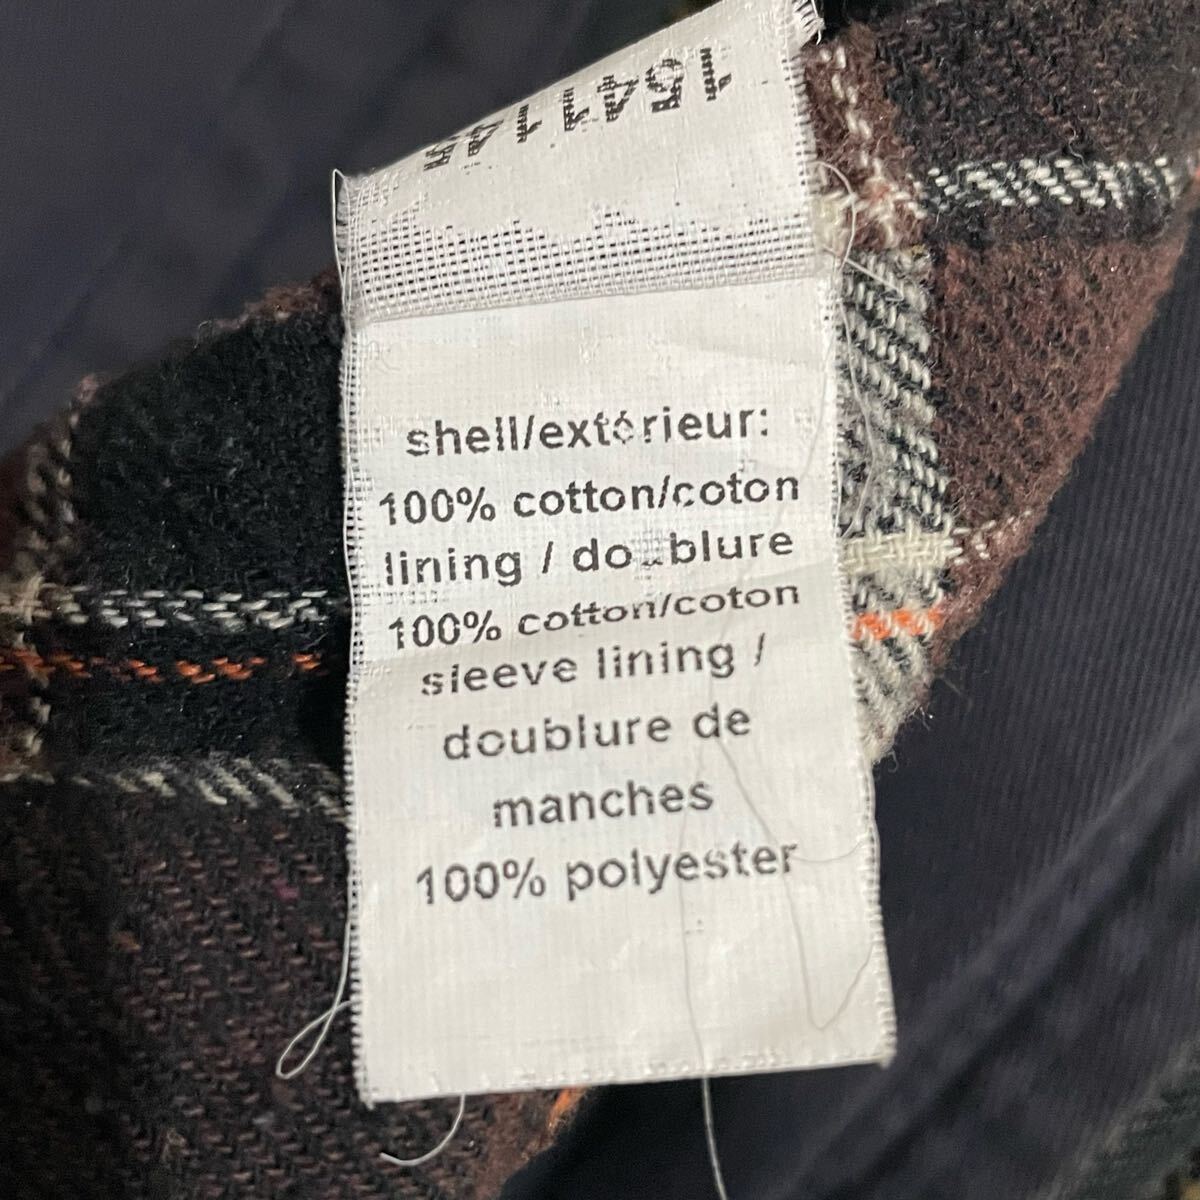 shell/extérieur:
100% cotton/coton
lining / doublure
100% cotton/coton
sleeve lining /
doublure de
manches
100% polyester